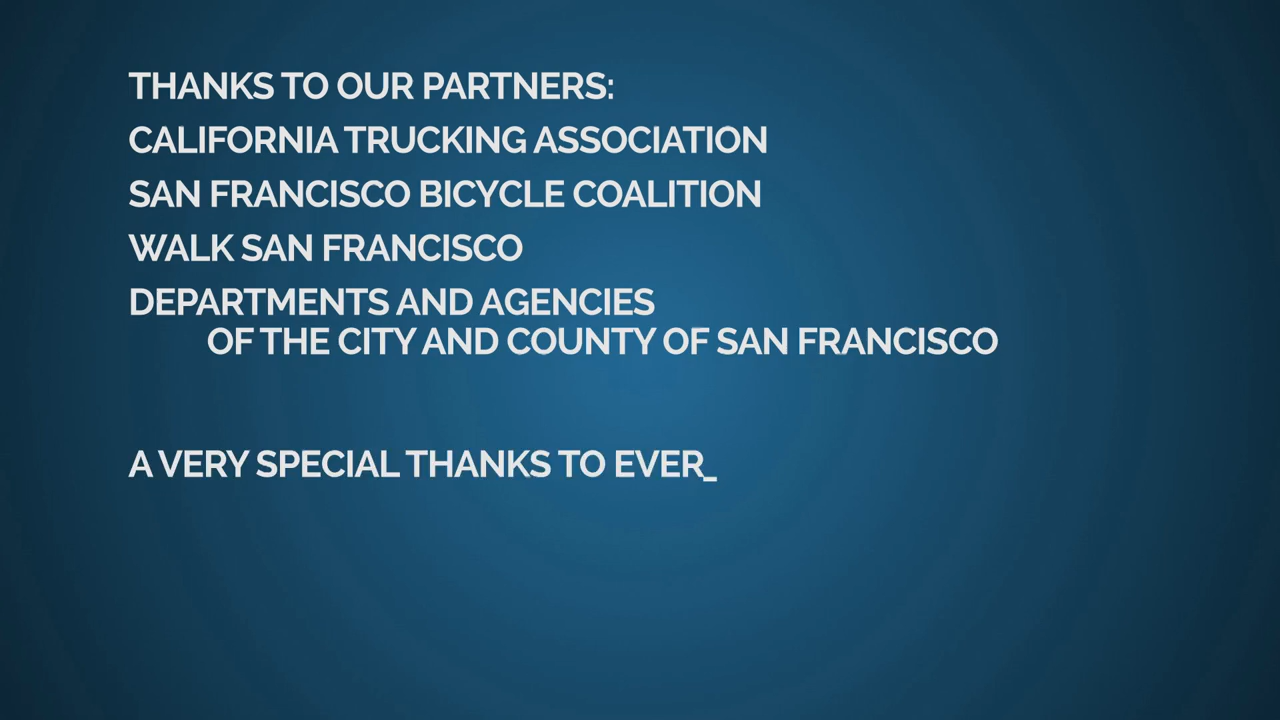 THANKS TO OUR PARTNERS:
CALIFORNIA TRUCKING ASSOCIATION
SAN FRANCISCO BICYCLE COALITION
WALK SAN FRANCISCO
DEPARTMENTS AND AGENCIES
OF THE CITY AND COUNTY OF SAN FRANCISCO
A VERY SPECIAL THANKS TO EVER_